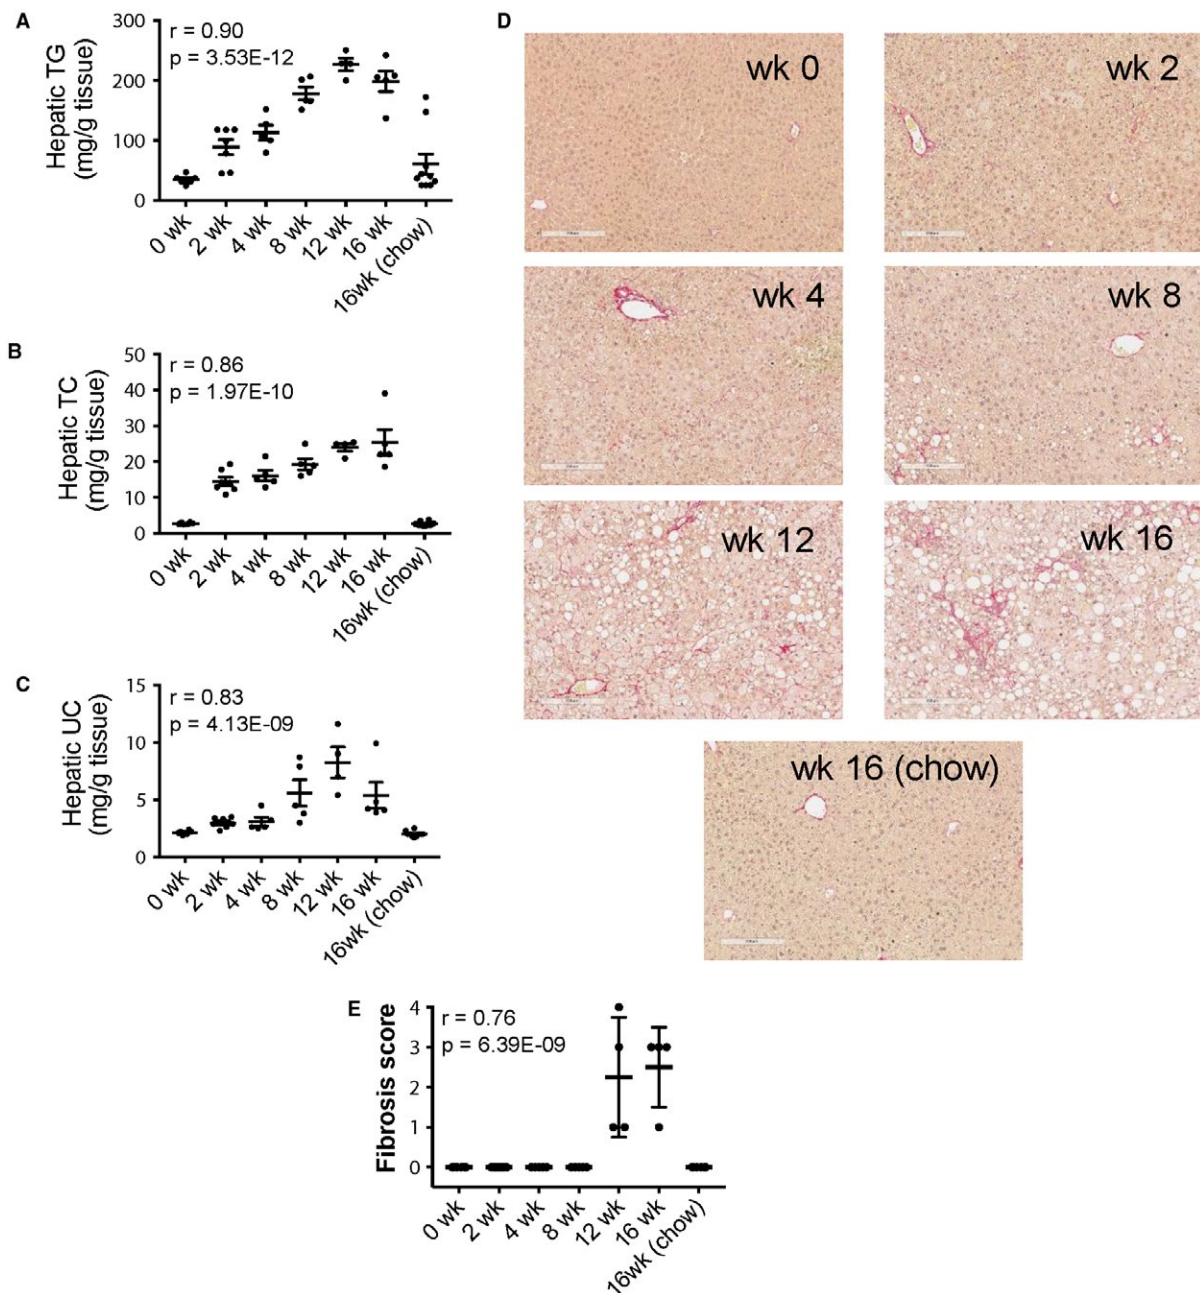 A
Hepatic TG
(mg/g tissue)
r = 0.90
p = 3.53E-12
300
200
100
0
0 wk
2 wk
4 wk
8 wk
12 wk
16 wk
16wk (chow)
B
Hepatic TC
(mg/g tissue)
r = 0.86
p = 1.97E-10
50
40
30
20
10
0
0 wk
2 wk
4 wk
8 wk
12 wk
16 wk
16wk (chow)
C
Hepatic UC
(mg/g tissue)
r = 0.83
p = 4.13E-09
15
10
5
0
0 wk
2 wk
4 wk
8 wk
12 wk
16 wk
16wk (chow)
D
wk 0
wk 2
wk 4
wk 8
wk 12
wk 16
wk 16 (chow)
E
Fibrosis score
r = 0.76
p = 6.39E-09
4
3
2
1
0
0 wk
2 wk
4 wk
8 wk
12 wk
16 wk
16wk (chow)